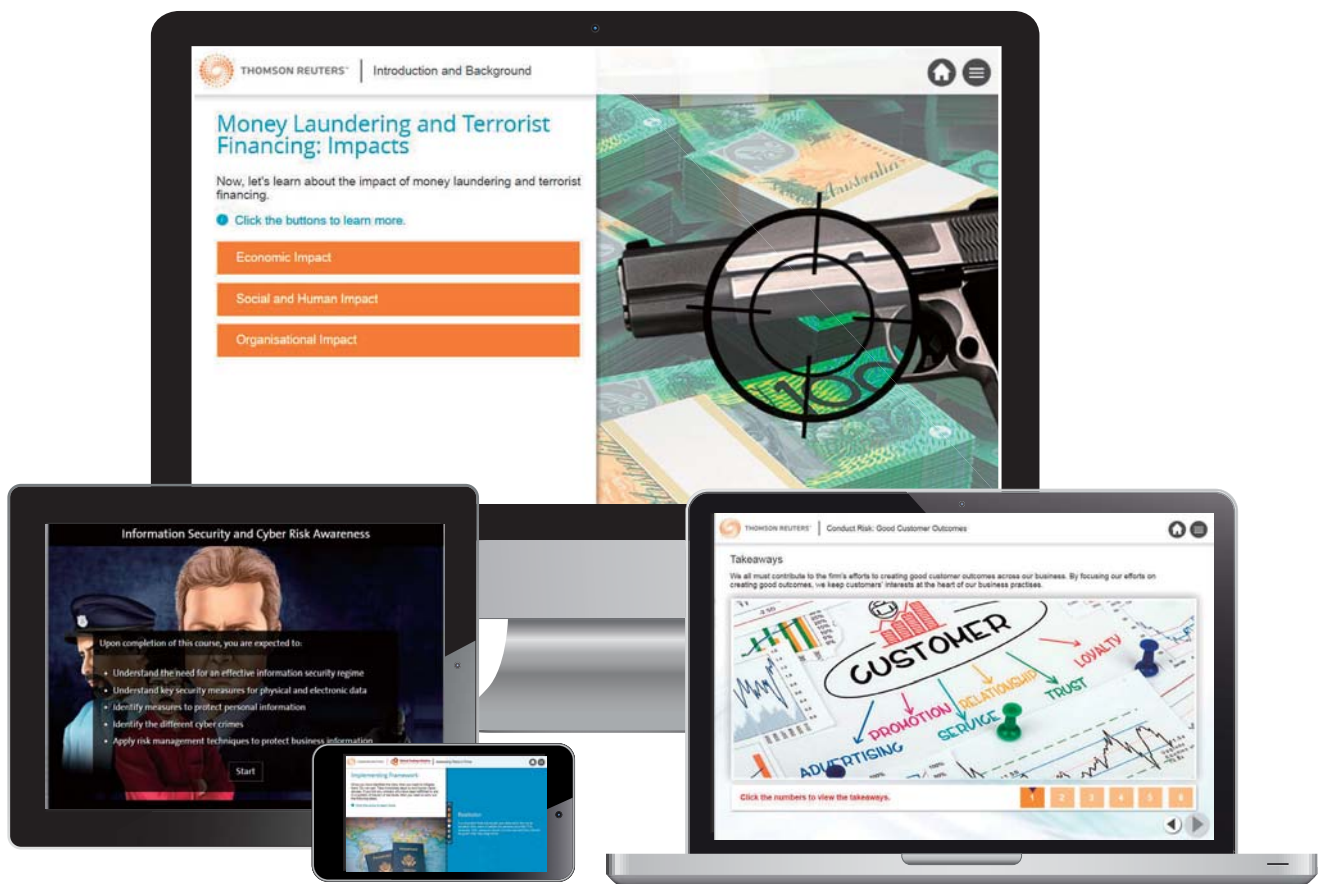 THOMSON REUTERS
Introduction and Background
Money Laundering and Terrorist
Financing: Impacts
Now, let's learn about the impact of money laundering and terrorist
financing.
Click the buttons to learn more.
Economic Impact
Social and Human Impact
Organisational Impact
Australia
100
Information Security and Cyber Risk Awareness
Upon completion of this course, you are expected to:
• Understand the need for an effective information security regime
• Understand key security measures for physical and electronic data
• Identify measures to protect personal information
• Identify the different cyber crimes
• Apply risk management techniques to protect business information
Start
Implementing Framework
THOMSON REUTERS
Conduct Risk: Good Customer Outcomes
Takeaways
We all must contribute to the firm's efforts to creating good customer outcomes across our business. By focusing our efforts on
creating good outcomes, we keep customers' interests at the heart of our business practises.
CUSTOMER
ADVERTISING
PROMOTION
SERVICE
RELATIONSHIP
TRUST
LOYALTY
Click the numbers to view the takeaways.
1 2 3 4 5 6